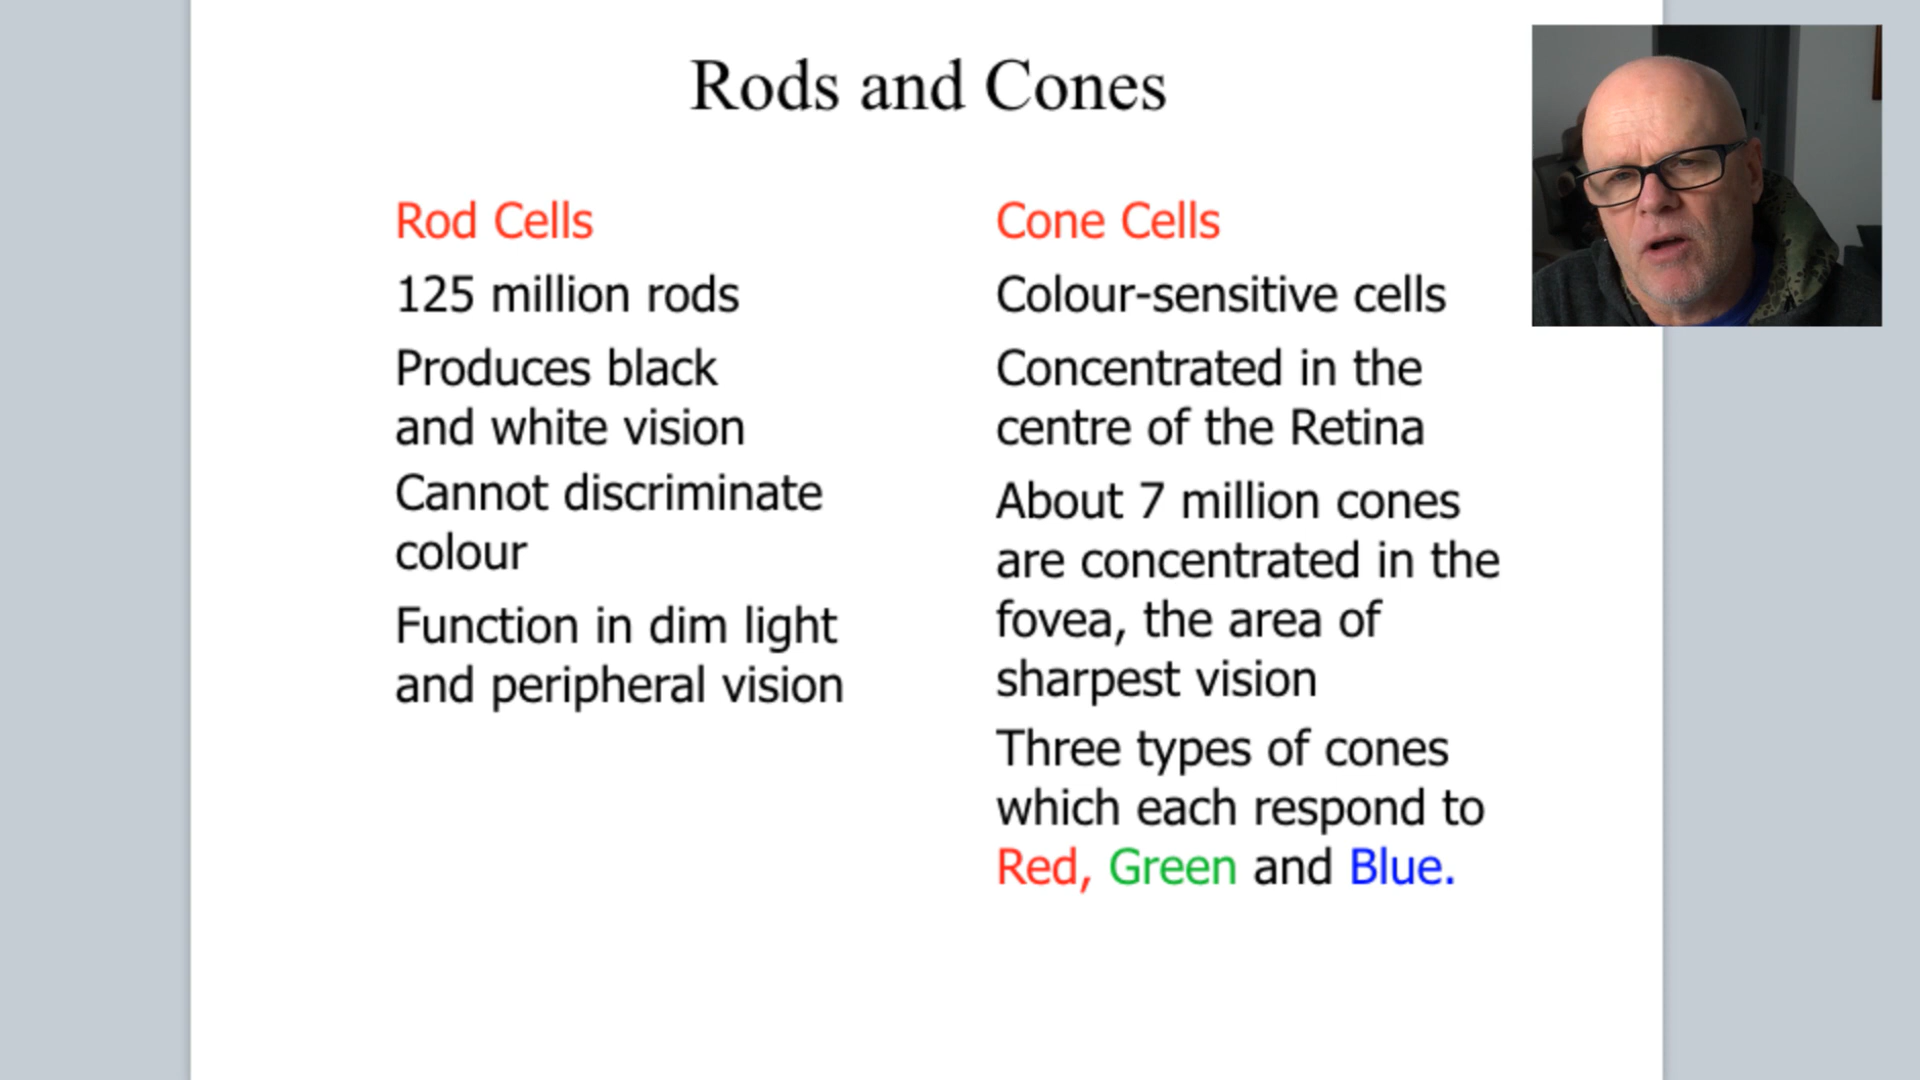 Rods and Cones
Rod Cells
125 million rods
Produces black
and white vision
Cannot discriminate
colour
Function in dim light
and peripheral vision
Cone Cells
Colour-sensitive cells
Concentrated in the
centre of the Retina
About 7 million cones
are concentrated in the
fovea, the area of
sharpest vision
Three types of cones
which each respond to
Red, Green and Blue.